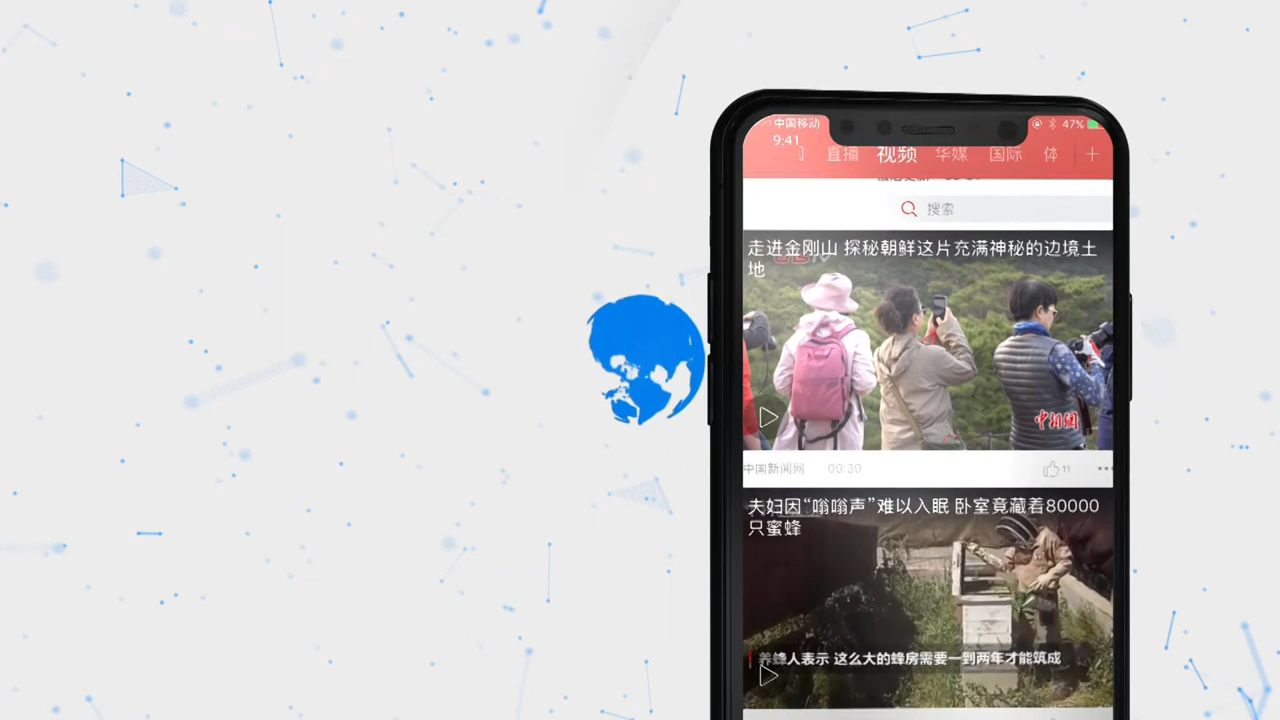 中国移动
47%
9:41
直播 视频 华媒 国际 体 +
搜索
走进金刚山 探秘朝鲜这片充满神秘的边境土
地
中新网
中国新闻网 00:30
11
夫妇因“嗡嗡声”难以入眠 卧室竟藏着80000
只蜜蜂
养蜂人表示 这么大的蜂房需要一到两年才能筑成